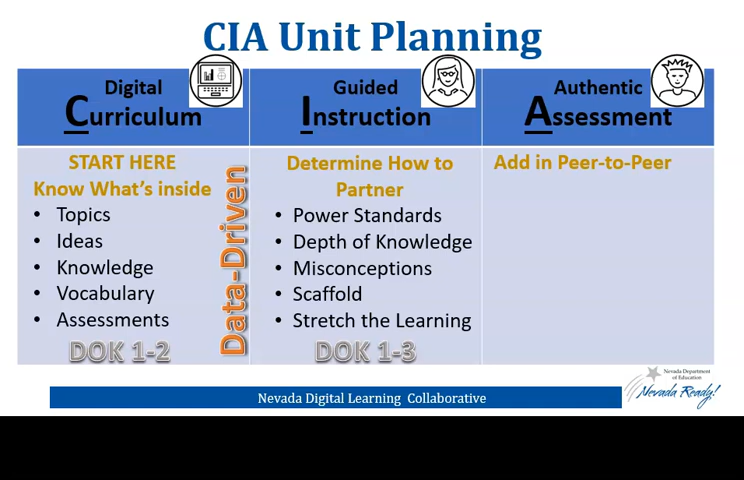 CIA Unit Planning
Digital
Curriculum
START HERE
Know What's inside
• Topics
• Ideas
• Knowledge
• Vocabulary
• Assessments
DOK 1-2
Data-Driven
Guided
Instruction
Determine How to
Partner
• Power Standards
• Depth of Knowledge
• Misconceptions
• Scaffold
• Stretch the Learning
DOK 1-3
Authentic
Assessment
Add in Peer-to-Peer
Nevada Digital Learning Collaborative
Nevada Department
of Education
Nevada Ready!